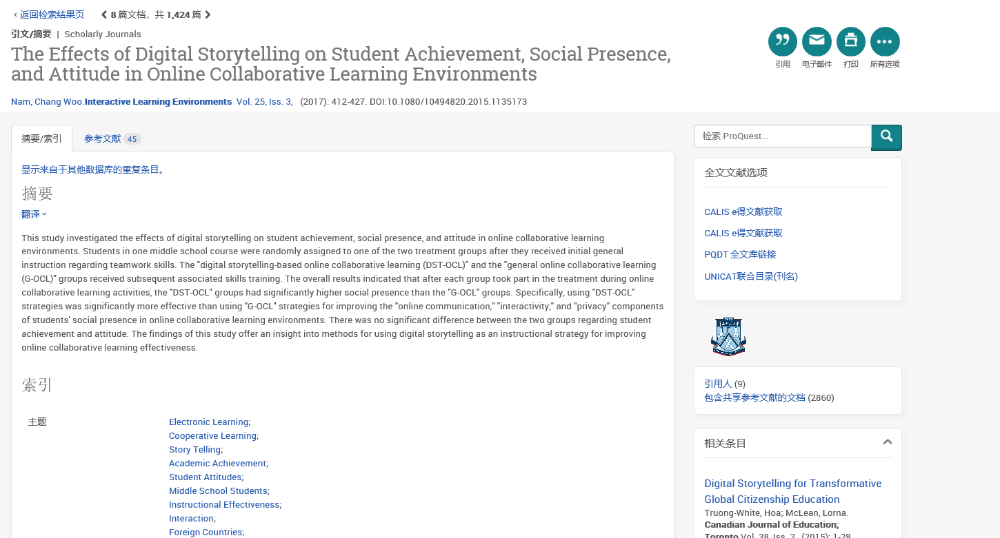 ‹ 返回检索结果页
8 篇文档，共 1,424 篇
引文/摘要 | Scholarly Journals
The Effects of Digital Storytelling on Student Achievement, Social Presence,
and Attitude in Online Collaborative Learning Environments
引用
电子邮件
打印
所有选项
Nam, Chang Woo.Interactive Learning Environments Vol. 25, Iss. 3, (2017): 412-427. DOI:10.1080/10494820.2015.1135173
摘要/索引
参考文献 45
显示来自于其他数据库的重复条目。
摘要
翻译
This study investigated the effects of digital storytelling on student achievement, social presence, and attitude in online collaborative learning
environments. Students in one middle school course were randomly assigned to one of the two treatment groups after they received initial general
instruction regarding teamwork skills. The "digital storytelling-based online collaborative learning (DST-OCL)" and the "general online collaborative learning
(G-OCL)" groups received subsequent associated skills training. The overall results indicated that after each group took part in the treatment during online
collaborative learning activities, the "DST-OCL" groups had significantly higher social presence than the "G-OCL" groups. Specifically, using "DST-OCL"
strategies was significantly more effective than using "G-OCL" strategies for improving the "online communication," "interactivity," and "privacy" components
of students' social presence in online collaborative learning environments. There was no significant difference between the two groups regarding student
achievement and attitude. The findings of this study offer an insight into methods for using digital storytelling as an instructional strategy for improving
online collaborative learning effectiveness.
索引
主题
Electronic Learning;
Cooperative Learning;
Story Telling;
Academic Achievement;
Student Attitudes;
Middle School Students;
Instructional Effectiveness;
Interaction;
Foreign Countries;
检索 ProQuest...
全文文献选项
CALIS e得文献获取
CALIS e得文献获取
PQDT 全文库链接
UNICAT联合目录(刊名)
引用人 (9)
包含共享参考文献的文档 (2860)
相关条目
Digital Storytelling for Transformative
Global Citizenship Education
Truong-White, Hoa; McLean, Lorna.
Canadian Journal of Education;
Toronto Vol. 38, Iss. 2, (2015): 1-28.